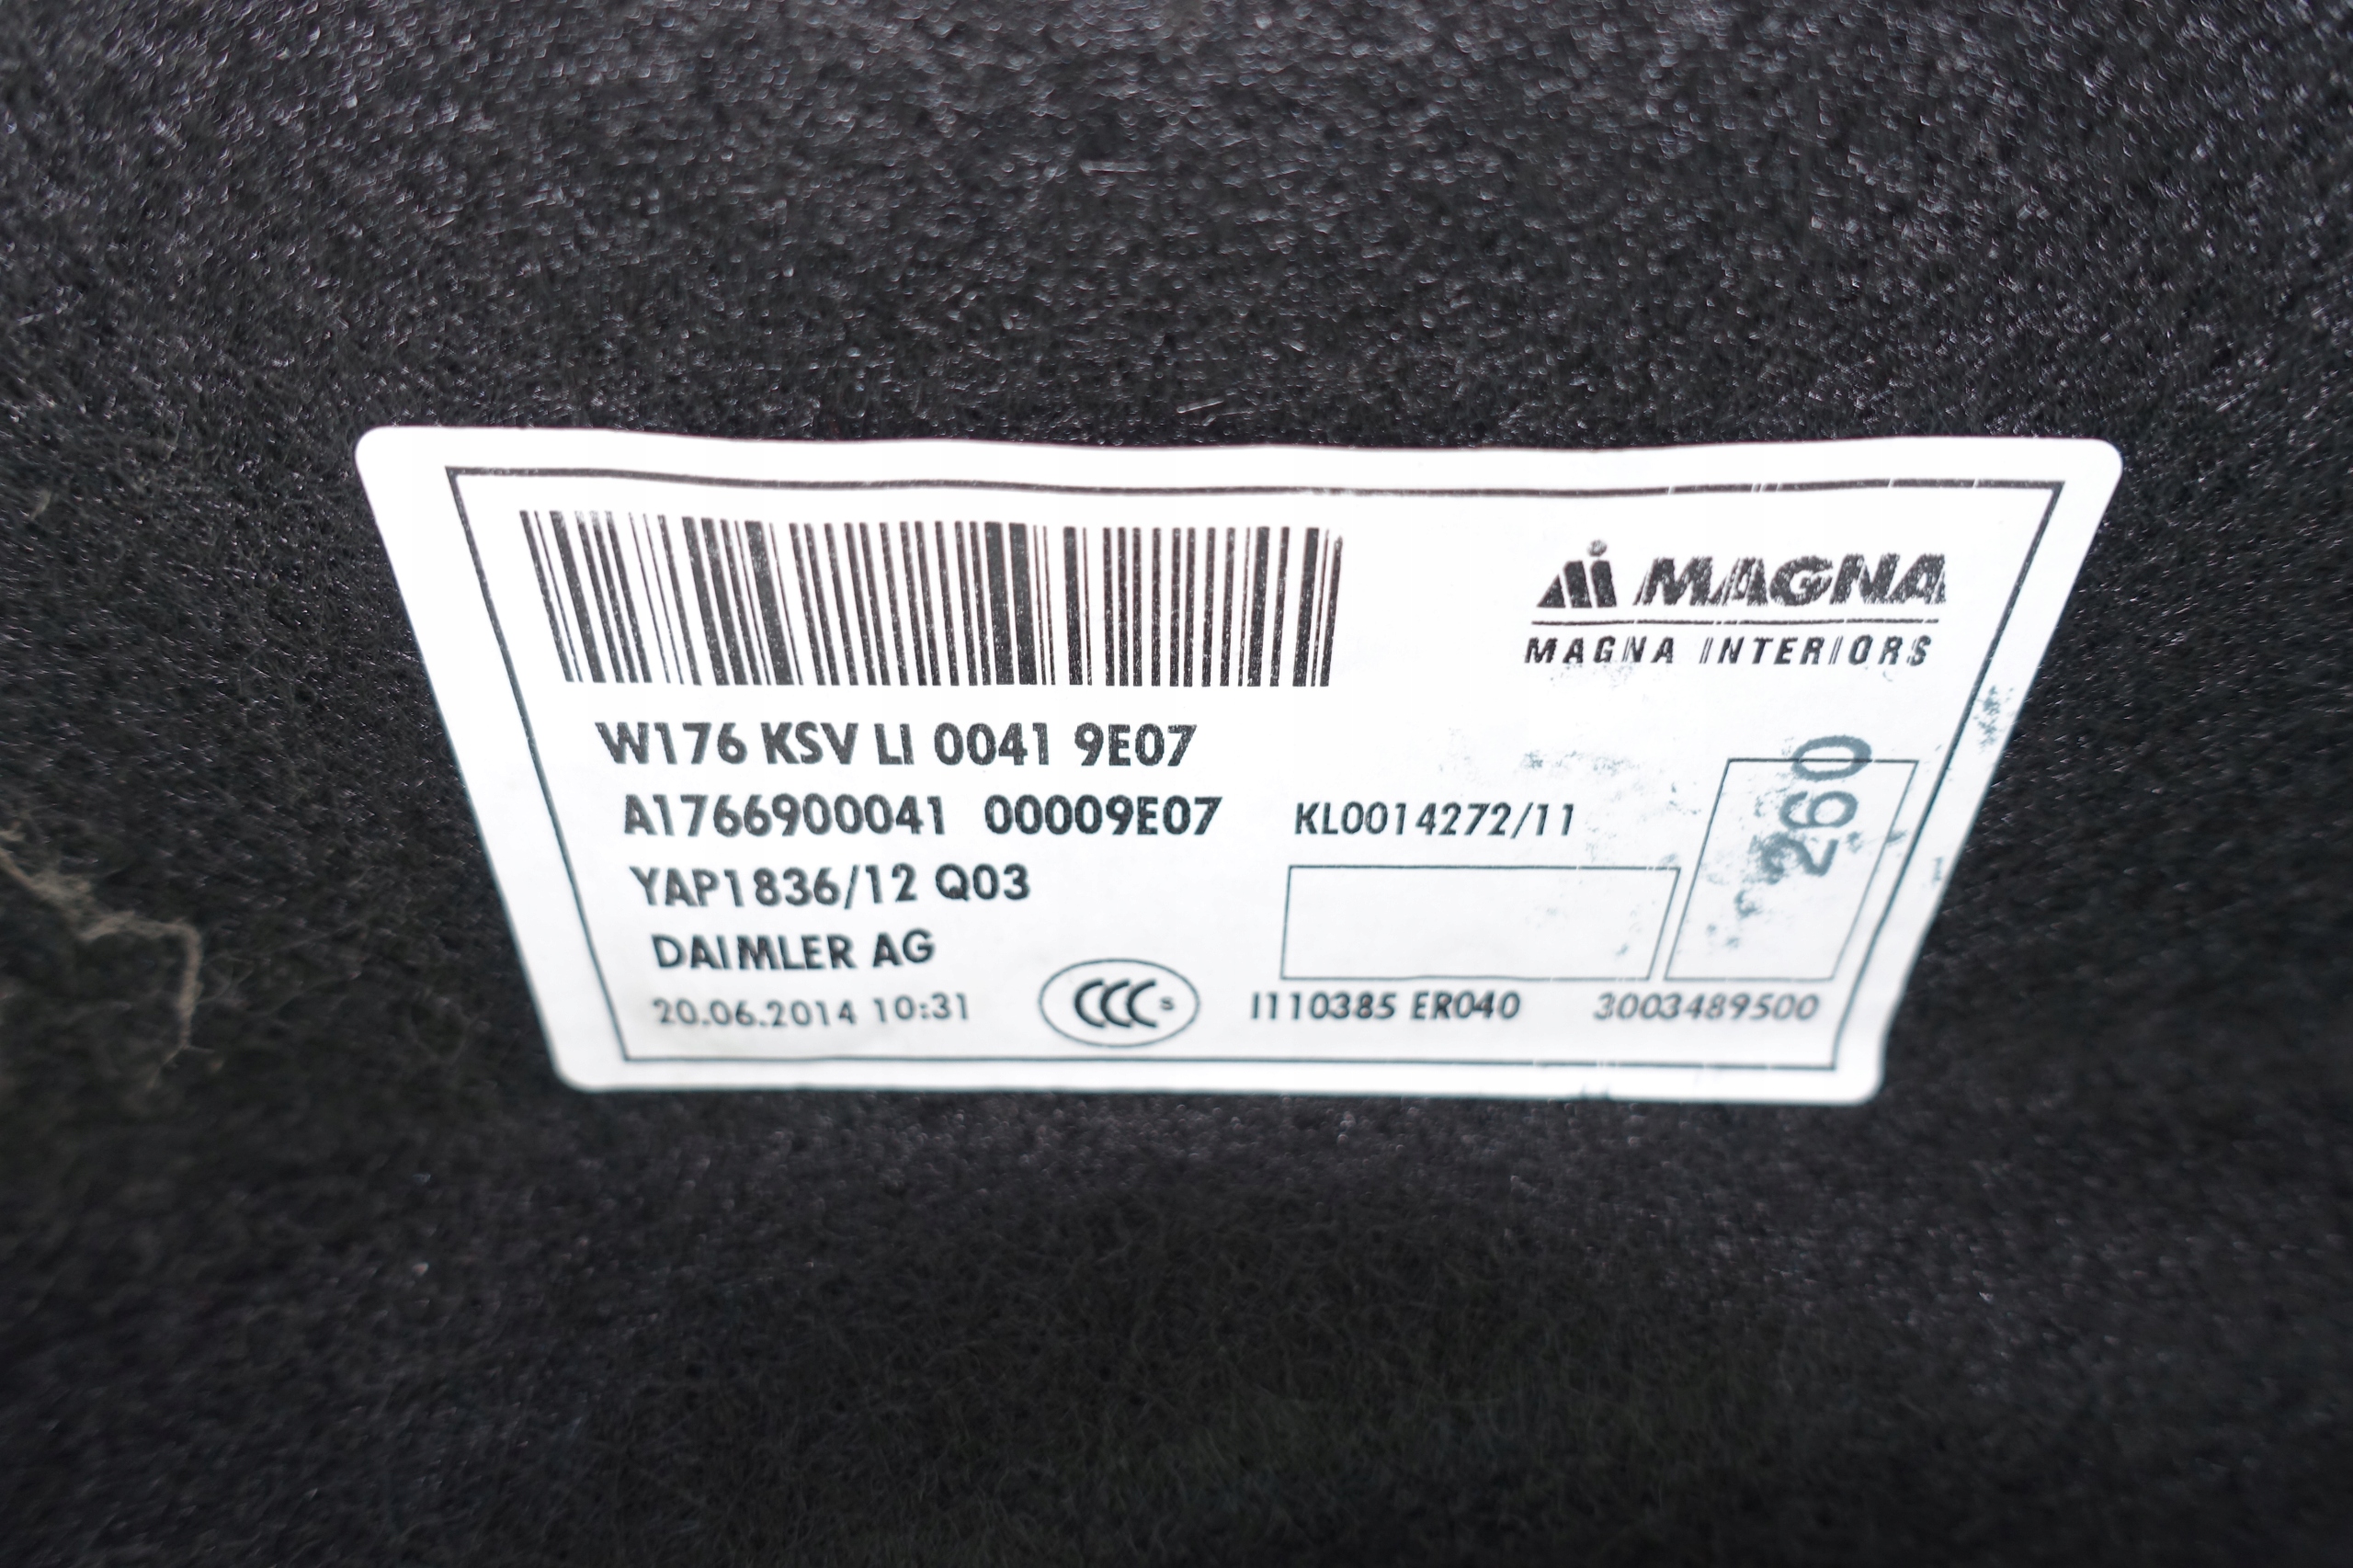 MAGNA
MAGNA INTERIORS
W176 KSV LI 0041 9E07
A1766900041 00009E07 KL0014272/11
260
YAP1836/12 Q03
DAIMLER AG
20.06.2014 10:31 CCC S I110385 ER040 3003489500